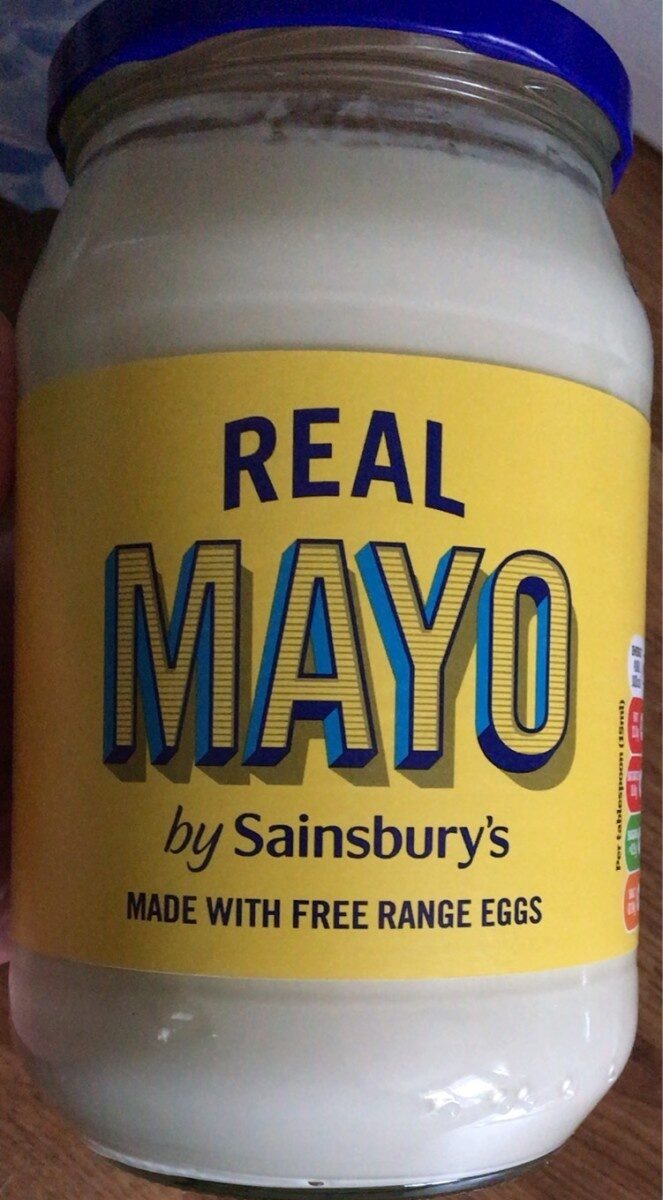 REAL
MAYO
by Sainsbury's
MADE WITH FREE RANGE EGGS
Per tablespoon (15ml)